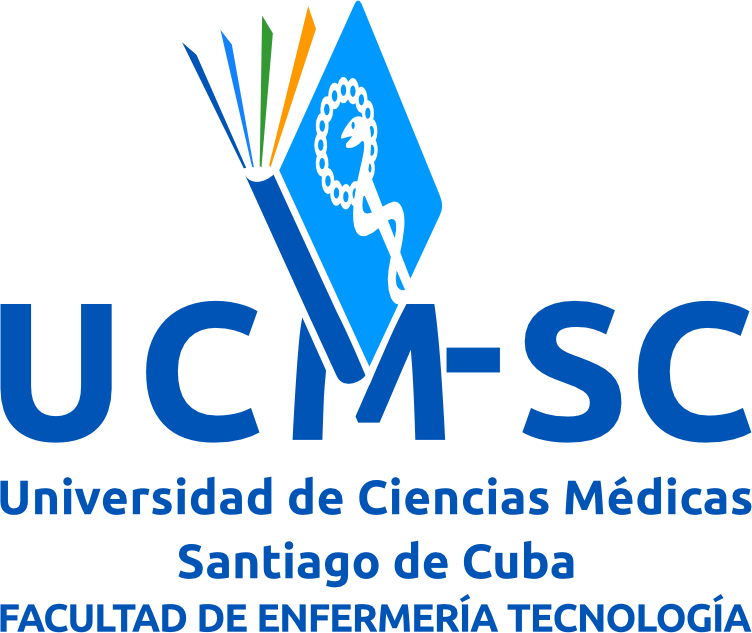 UCM-SC
Universidad de Ciencias Médicas
Santiago de Cuba
FACULTAD DE ENFERMERÍA TECNOLOGÍA